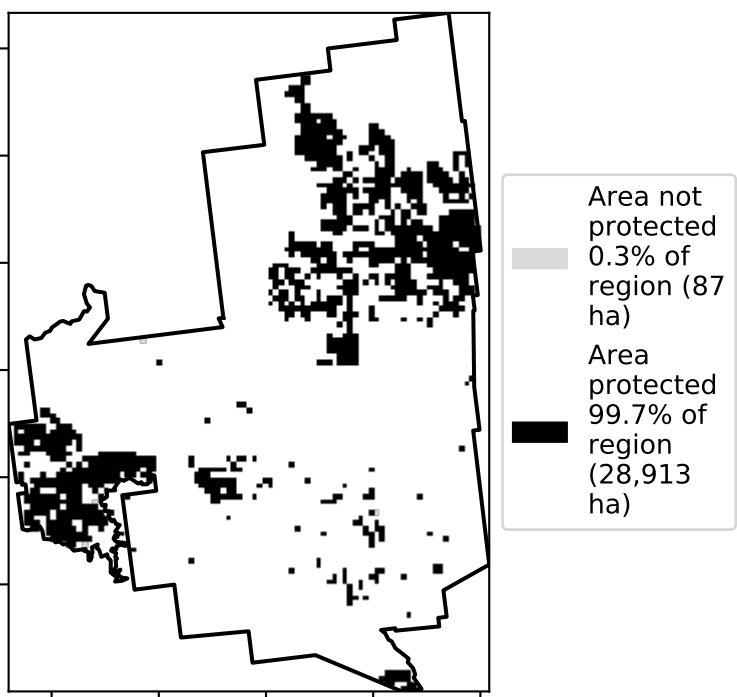 Area not
protected
0.3% of
region (87
ha)
Area
protected
99.7% of
region
(28,913
ha)